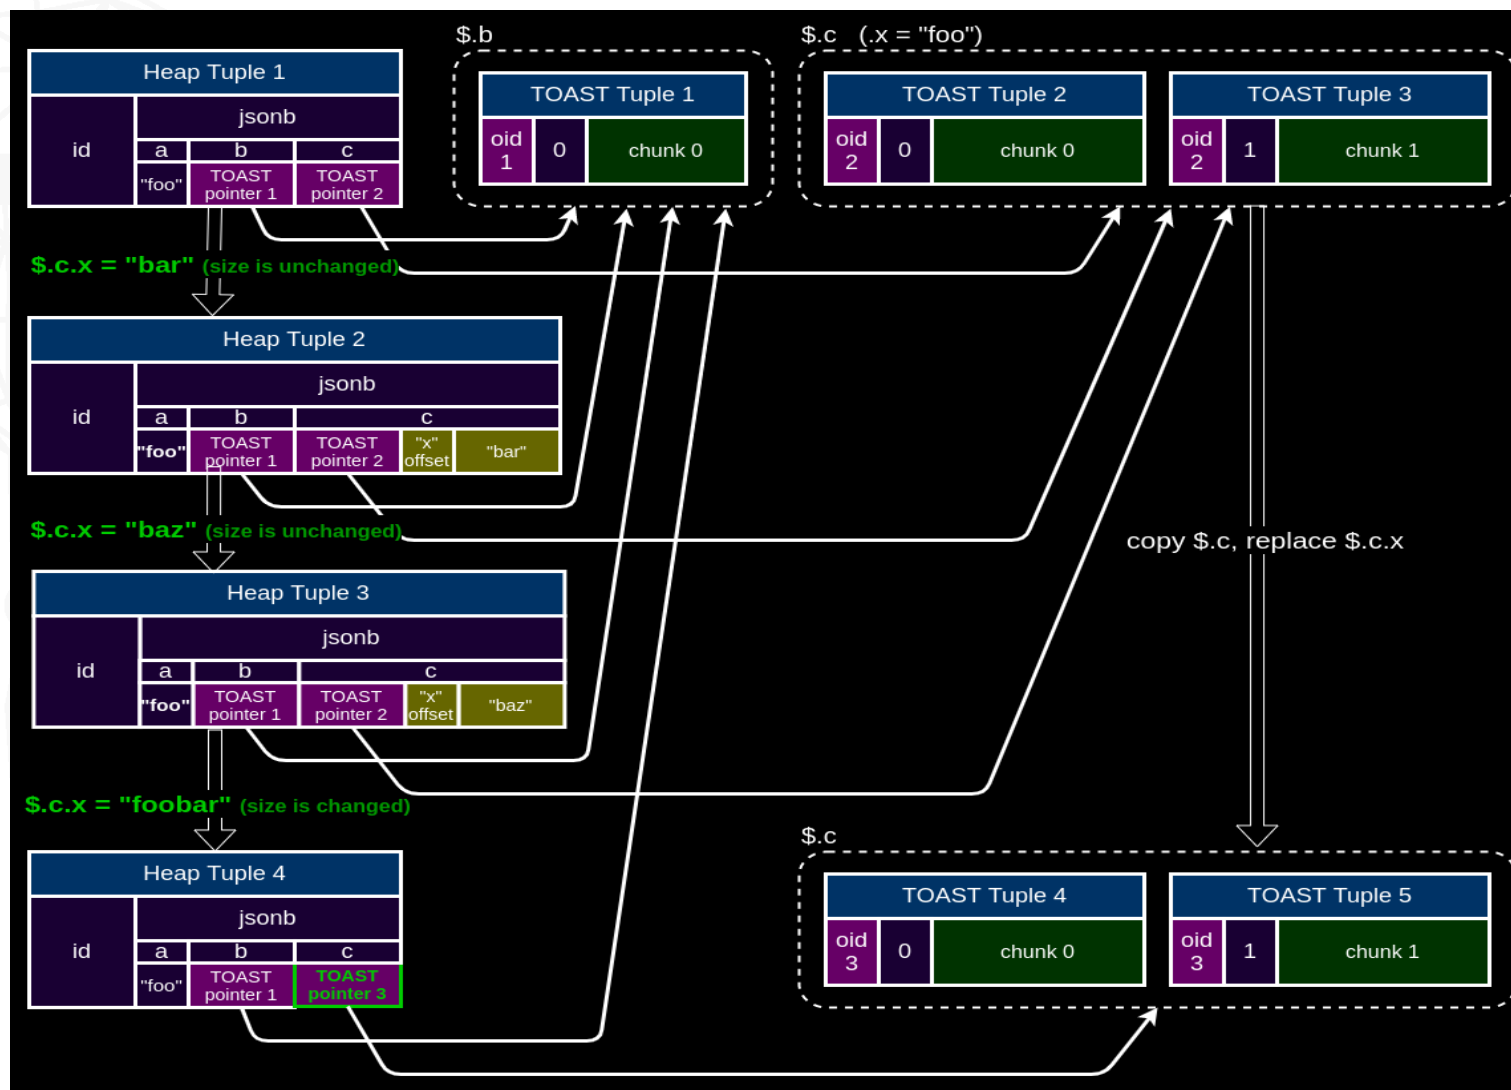 $.b
$.c (.x = "foo")
Heap Tuple 1
TOAST Tuple 1
TOAST Tuple 2
TOAST Tuple 3
id
jsonb
a
b
c
"foo"
TOAST
pointer 1
TOAST
pointer 2
oid
1
0
chunk 0
oid
2
0
chunk 0
oid
2
1
chunk 1
$.c.x = "bar" (size is unchanged)
Heap Tuple 2
id
jsonb
a
b
c
"foo"
TOAST
pointer 1
TOAST
pointer 2
"x"
offset
"bar"
$.c.x = "baz" (size is unchanged)
copy $.c, replace $.c.x
Heap Tuple 3
id
jsonb
a
b
c
"foo"
TOAST
pointer 1
TOAST
pointer 2
"x"
offset
"baz"
$.c.x = "foobar" (size is changed)
$.c
Heap Tuple 4
id
jsonb
a
b
c
"foo"
TOAST
pointer 1
TOAST
pointer 3
TOAST Tuple 4
TOAST Tuple 5
oid
3
0
chunk 0
oid
3
1
chunk 1